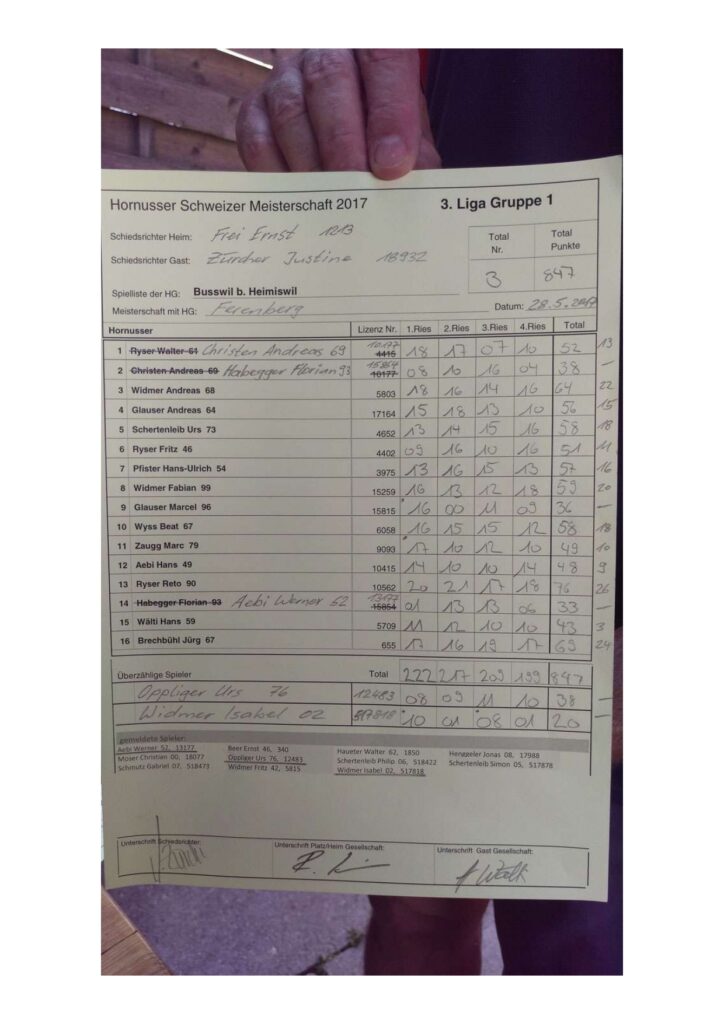 Hornusser Schweizer Meisterschaft 2017 3. Liga Gruppe 1
Schiedsrichter Heim: Frei Ernst 1213
Schiedsrichter Gast: Zürcher Justine 18932
Total Nr. Total Punkte
3 847
Spielliste der HG: Busswil b. Heimiswil
Meisterschaft mit HG: Ferenberg Datum: 28.5.2017
Hornusser Lizenz Nr. 1.Ries 2.Ries 3.Ries 4.Ries Total
1 Ryser Walter 61 Christen Andreas 69 10177 4415 18 17 07 10 52 13
2 Christen Andreas 69 Habegger Florian 93 15854 10177 08 10 16 04 38 –
3 Widmer Andreas 68 5803 18 16 14 16 64 22
4 Glauser Andreas 64 17164 15 18 13 10 56 15
5 Schertenleib Urs 73 4652 13 14 15 16 58 18
6 Ryser Fritz 46 4402 09 16 10 16 51 11
7 Pfister Hans-Ulrich 54 3975 13 16 15 13 57 16
8 Widmer Fabian 99 15259 16 13 12 18 59 20
9 Glauser Marcel 96 15815 16 00 11 09 36 –
10 Wyss Beat 67 6058 16 15 15 12 58 18
11 Zaugg Marc 79 9093 17 10 12 10 49 10
12 Aebi Hans 49 10415 14 10 10 14 48 9
13 Ryser Reto 90 10562 20 21 17 18 76 26
14 Habegger Florian 93 Aebi Werner 52 13177 15854 01 13 13 06 33 –
15 Wälti Hans 59 5709 11 12 10 10 43 3
16 Brechbühl Jürg 67 655 17 16 19 17 69 24
Überzählige Spieler Total 222 217 209 199 847
Oppliger Urs 76 12483 08 09 11 10 38 –
Widmer Isabel 02 517818 10 01 08 01 20 –
gemeldete Spieler:
Aebi Werner 52, 13177 Beer Ernst 46, 340 Haueter Walter 62, 1850 Henggeler Jonas 08, 17988
Moser Christian 00, 18077 Oppliger Urs 76, 12483 Schertenleib Philip 06, 518422 Schertenleib Simon 05, 517878
Schmutz Gabriel 07, 518473 Widmer Fritz 42, 5815 Widmer Isabel 02, 517818
Unterschrift Schiedsrichter: Unterschrift Platz/Heim Gesellschaft: Unterschrift Gast Gesellschaft: